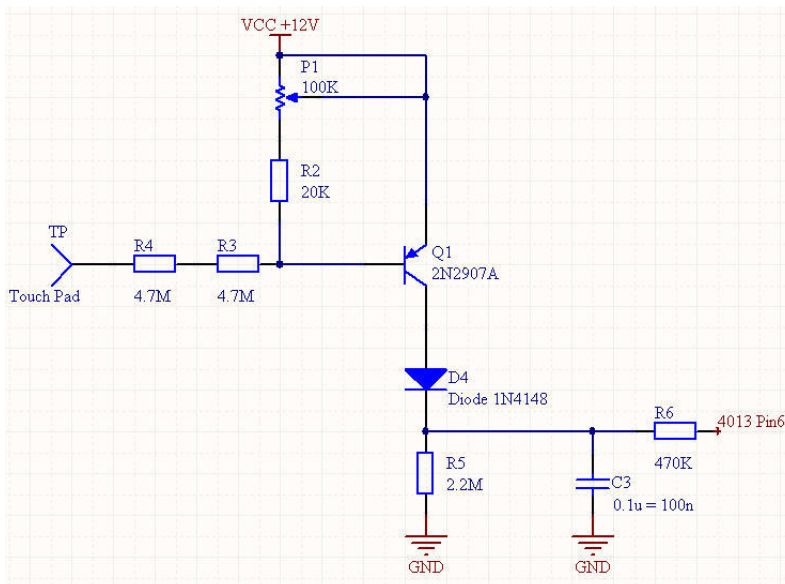 VCC +12V
P1
100K
R2
20K
TP
R4
R3
Q1
2N2907A
Touch Pad
4.7M
4.7M
D4
Diode 1N4148
R6
4013 Pin6
R5
470K
2.2M
C3
0.1u = 100n
GND
GND